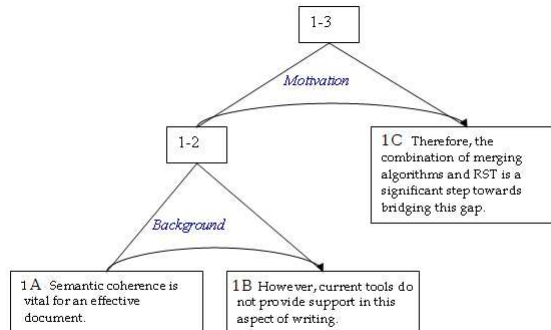 1-3
Motivation
1-2
1C Therefore, the
combination of merging
algorithms and RST is a
significant step towards
bridging this gap.
Background
1A Semantic coherence is
vital for an effective
document.
1B However, current tools do
not provide support in this
aspect of writing.